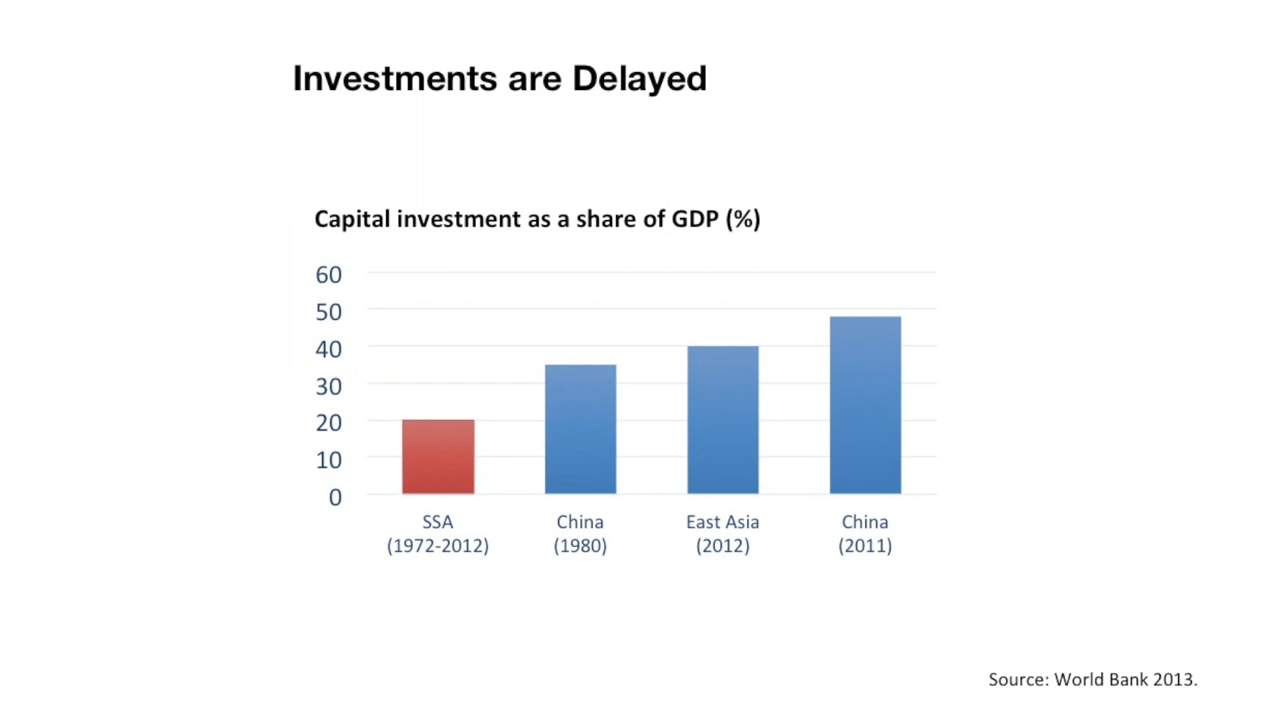 Investments are Delayed
Capital investment as a share of GDP (%)
60
50
40
30
20
10
0
SSA China East Asia China
(1972-2012) (1980) (2012) (2011)
Source: World Bank 2013.